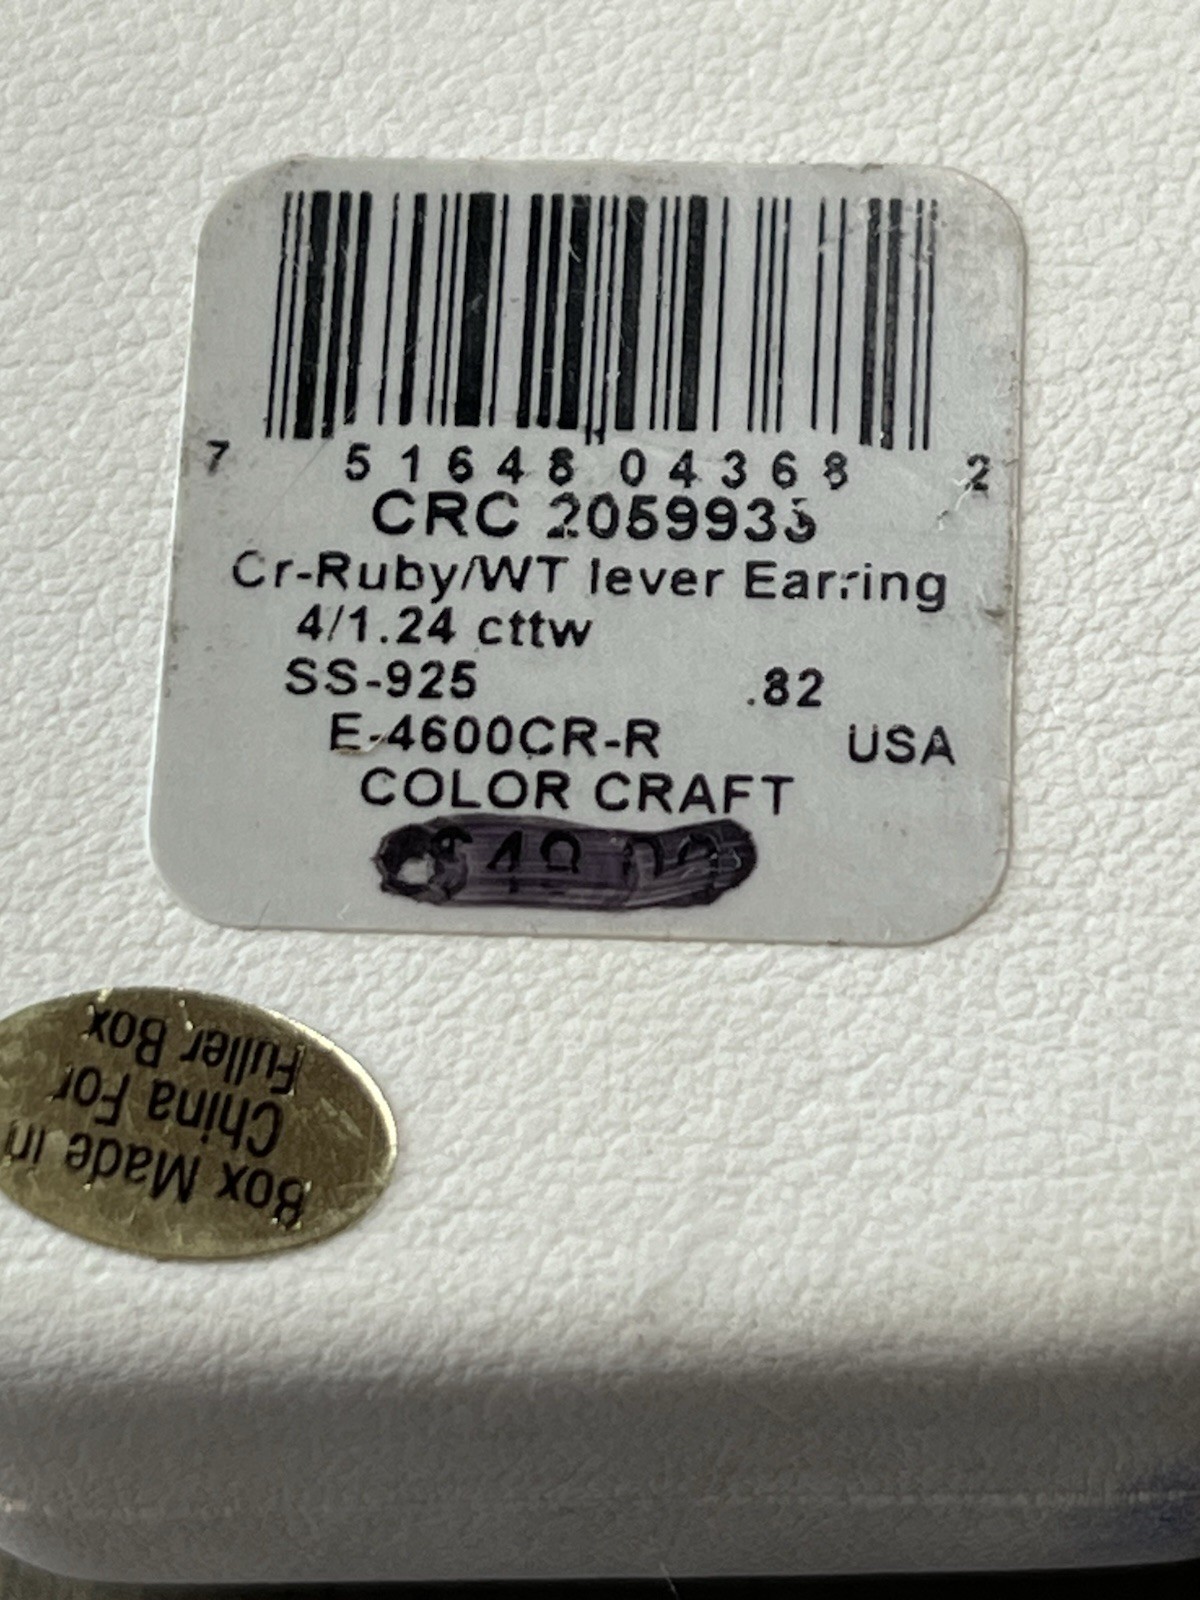 7 51648 04368 2
CRC 2059933
Cr-Ruby/WT lever Earring
4/1.24 cttw
SS-925 .82
E-4600CR-R USA
COLOR CRAFT
Box Made in
China For
Fuller Box